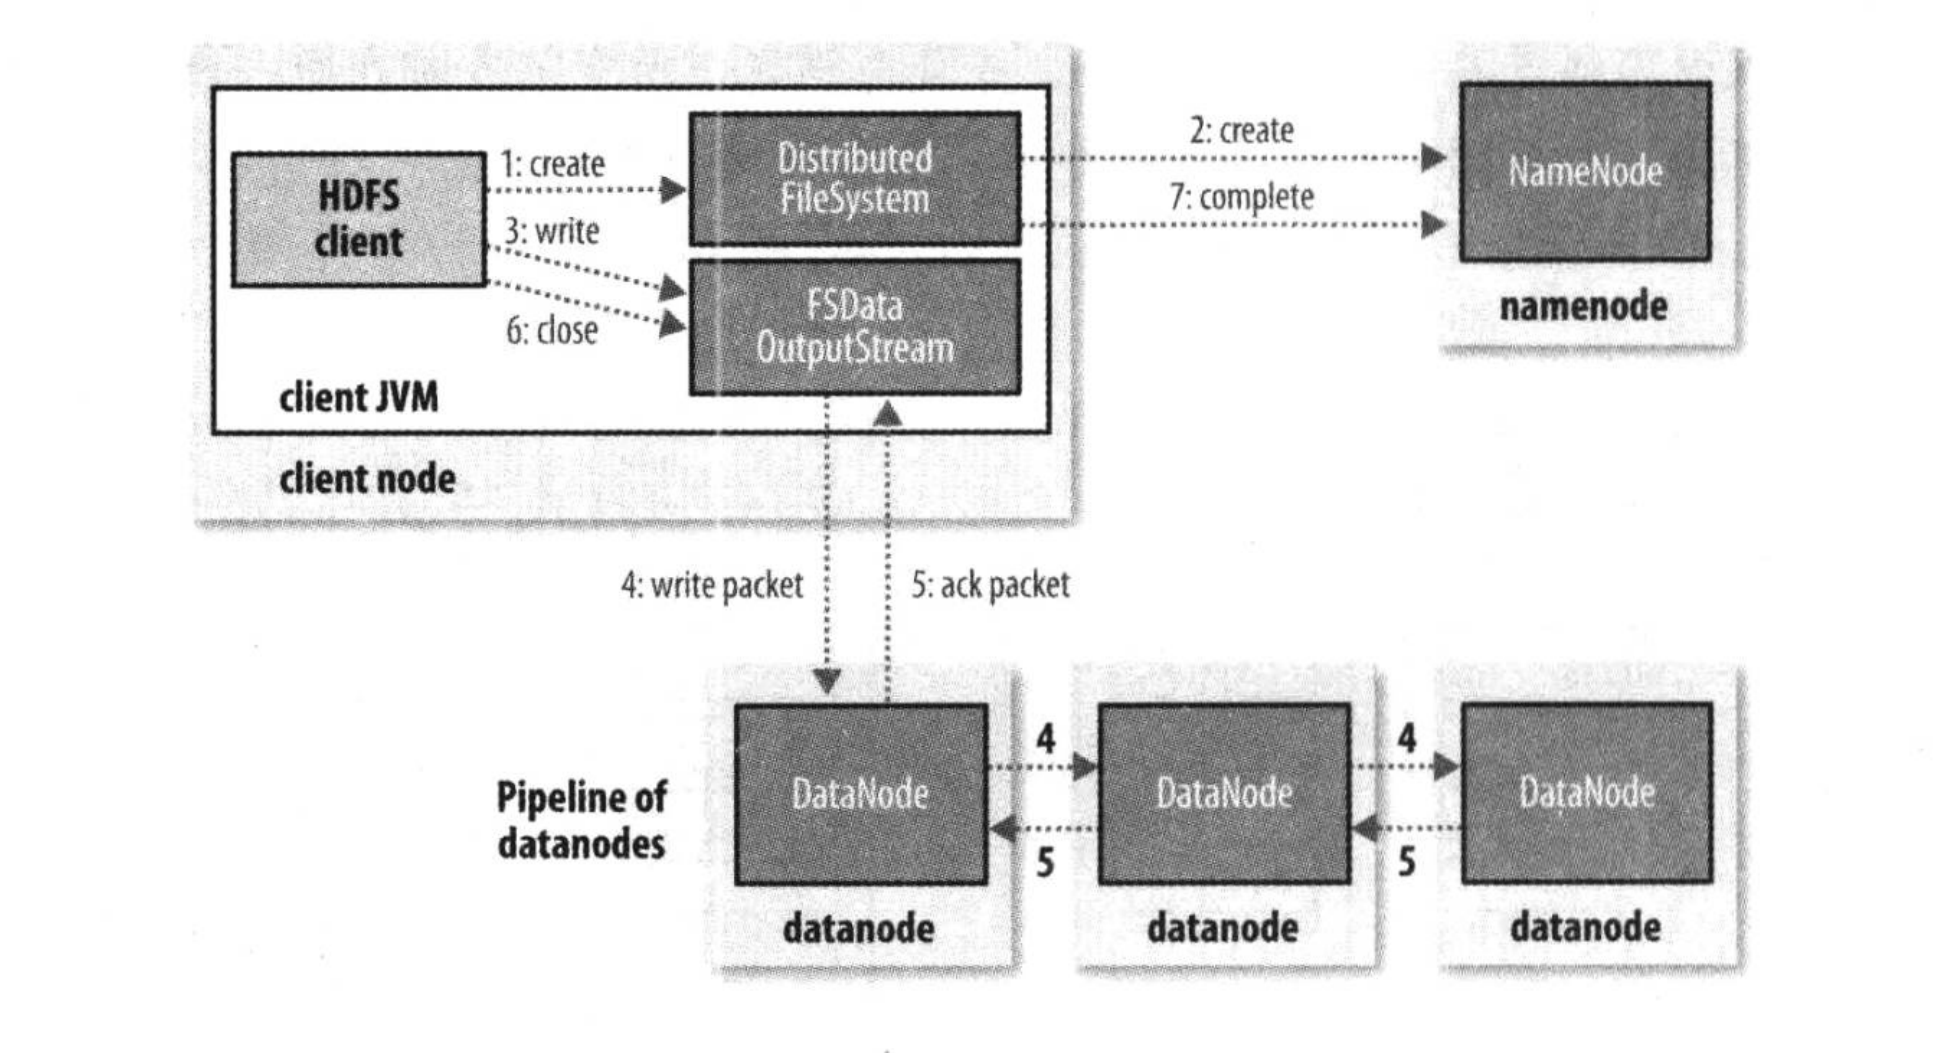 HDFS
client
1: create
3: write
6: close
Distributed
FileSystem
FSData
OutputStream
client JVM
client node
2: create
7: complete
NameNode
namenode
4: write packet
5: ack packet
Pipeline of
datanodes
DataNode
datanode
4
5
DataNode
datanode
4
5
DataNode
datanode